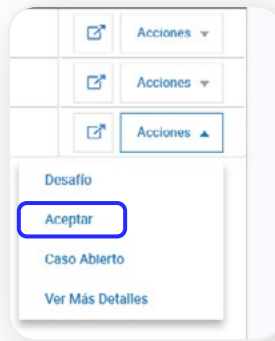 Acciones
Acciones
Acciones
Desafío
Aceptar
Caso Abierto
Ver Más Detalles